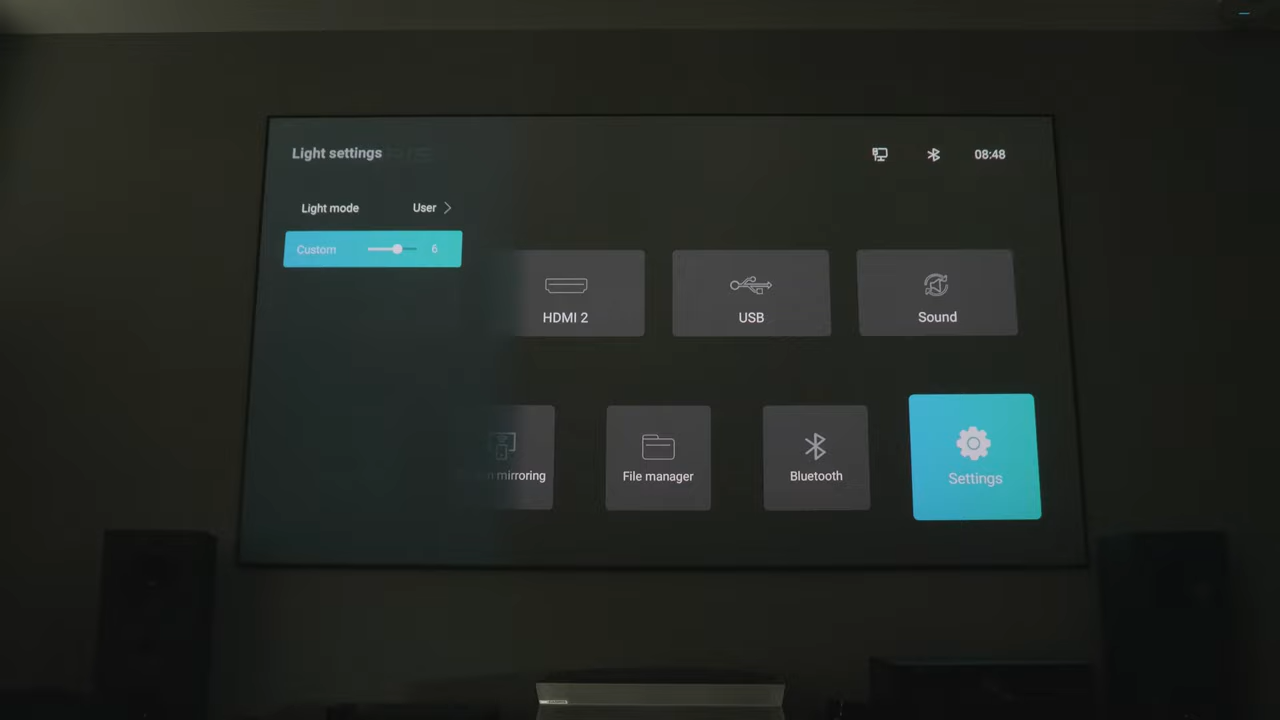 Light settings
08:48
Light mode
User
Custom
6
HDMI 2
USB
Sound
mirroring
File manager
Bluetooth
Settings